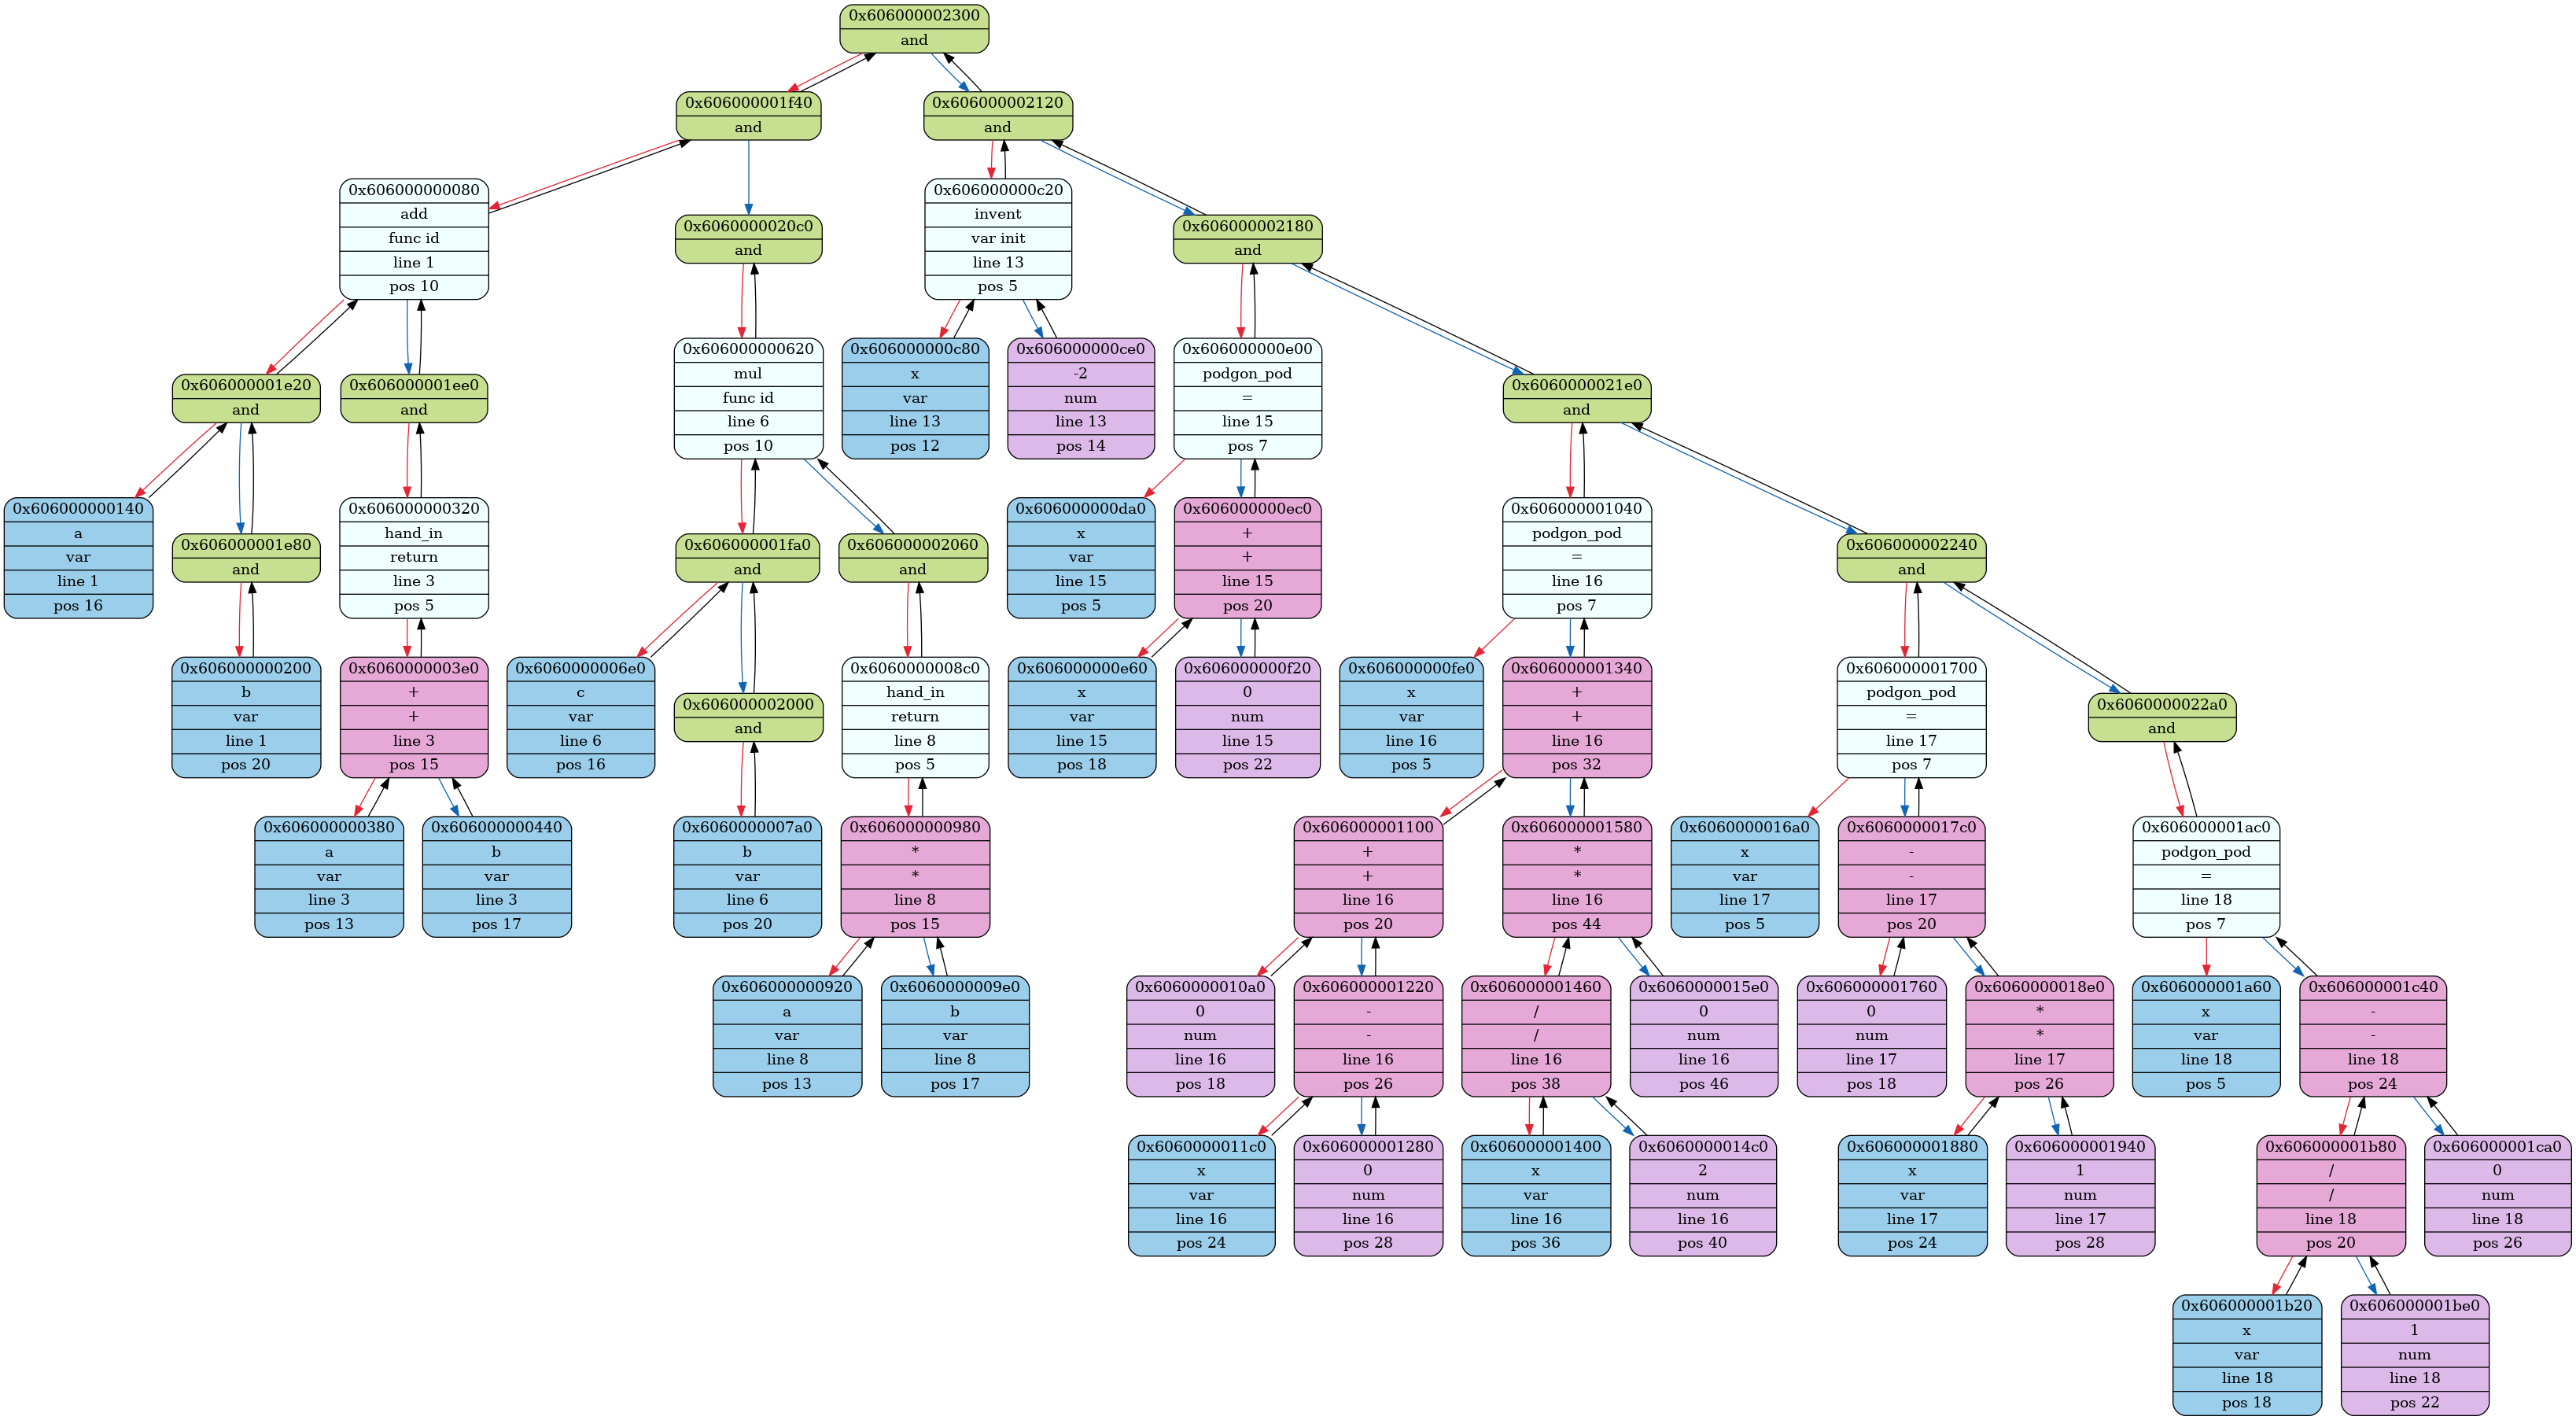 0x606000002300
and
0x606000001f40
and
0x606000002120
and
0x606000000080
add
func id
line 1
pos 10
0x6060000020c0
and
0x606000000c20
invent
var init
line 13
pos 5
0x606000002180
and
0x606000001e20
and
0x606000001ee0
and
0x606000000620
mul
func id
line 6
pos 10
0x606000000c80
x
var
line 13
pos 12
0x606000000ce0
-2
num
line 13
pos 14
0x606000000e00
podgon_pod
=
line 15
pos 7
0x6060000021e0
and
0x606000000140
a
var
line 1
pos 16
0x606000001e80
and
0x606000000320
hand_in
return
line 3
pos 5
0x606000001fa0
and
0x606000002060
and
0x606000000da0
x
var
line 15
pos 5
0x606000000ec0
+
+
line 15
pos 20
0x606000001040
podgon_pod
=
line 16
pos 7
0x606000002240
and
0x606000000200
b
var
line 1
pos 20
0x6060000003e0
+
+
line 3
pos 15
0x6060000006e0
c
var
line 6
pos 16
0x606000002000
and
0x6060000008c0
hand_in
return
line 8
pos 5
0x606000000e60
x
var
line 15
pos 18
0x606000000f20
0
num
line 15
pos 22
0x606000000fe0
x
var
line 16
pos 5
0x606000001340
+
+
line 16
pos 32
0x606000001700
podgon_pod
=
line 17
pos 7
0x6060000022a0
and
0x606000000380
a
var
line 3
pos 13
0x606000000440
b
var
line 3
pos 17
0x6060000007a0
b
var
line 6
pos 20
0x606000000980
*
*
line 8
pos 15
0x606000001100
+
+
line 16
pos 20
0x606000001580
*
*
line 16
pos 44
0x6060000016a0
x
var
line 17
pos 5
0x6060000017c0
-
-
line 17
pos 20
0x606000001ac0
podgon_pod
=
line 18
pos 7
0x606000000920
a
var
line 8
pos 13
0x6060000009e0
b
var
line 8
pos 17
0x6060000010a0
0
num
line 16
pos 18
0x606000001220
-
-
line 16
pos 26
0x606000001460
/
/
line 16
pos 38
0x6060000015e0
0
num
line 16
pos 46
0x606000001760
0
num
line 17
pos 18
0x6060000018e0
*
*
line 17
pos 26
0x606000001a60
x
var
line 18
pos 5
0x606000001c40
-
-
line 18
pos 24
0x6060000011c0
x
var
line 16
pos 24
0x606000001280
0
num
line 16
pos 28
0x606000001400
x
var
line 16
pos 36
0x6060000014c0
2
num
line 16
pos 40
0x606000001880
x
var
line 17
pos 24
0x606000001940
1
num
line 17
pos 28
0x606000001b80
/
/
line 18
pos 20
0x606000001ca0
0
num
line 18
pos 26
0x606000001b20
x
var
line 18
pos 18
0x606000001be0
1
num
line 18
pos 22